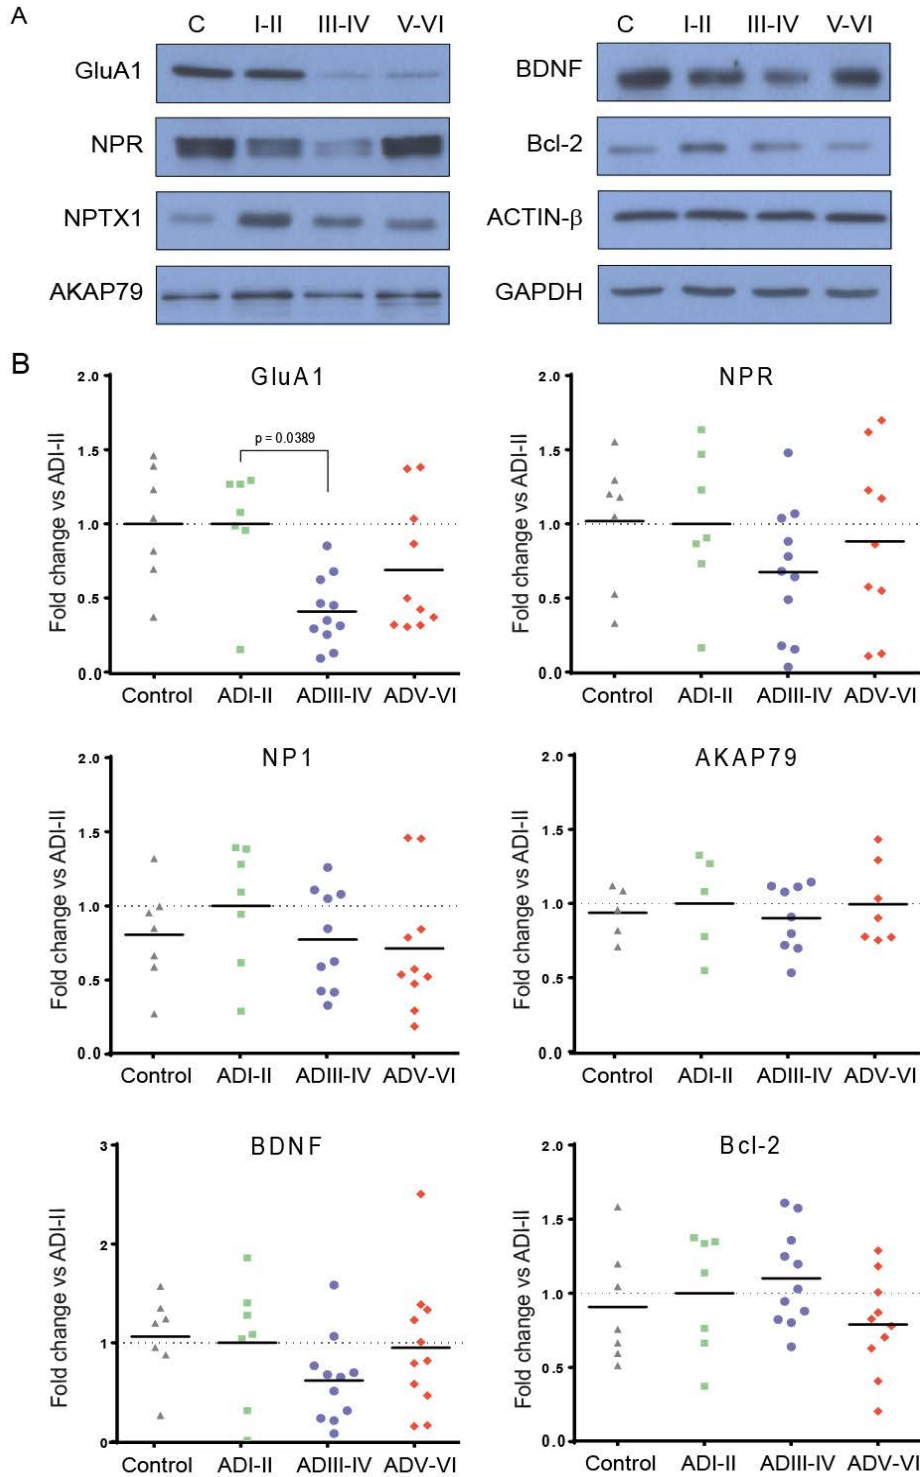 A
C I-II III-IV V-VI
GluA1
NPR
NPTX1
AKAP79
C I-II III-IV V-VI
BDNF
Bcl-2
ACTIN-β
GAPDH
B
GluA1
Fold change vs ADI-II
2.0
1.5
1.0
0.5
0.0
p = 0.0389
Control ADI-II ADIII-IV ADV-VI
NPR
Fold change vs ADI-II
2.0
1.5
1.0
0.5
0.0
Control ADI-II ADIII-IV ADV-VI
NP1
Fold change vs ADI-II
2.0
1.5
1.0
0.5
0.0
Control ADI-II ADIII-IV ADV-VI
AKAP79
Fold change vs ADI-II
2.0
1.5
1.0
0.5
0.0
Control ADI-II ADIII-IV ADV-VI
BDNF
Fold change vs ADI-II
3
2
1
0
Control ADI-II ADIII-IV ADV-VI
Bcl-2
Fold change vs ADI-II
2.0
1.5
1.0
0.5
0.0
Control ADI-II ADIII-IV ADV-VI